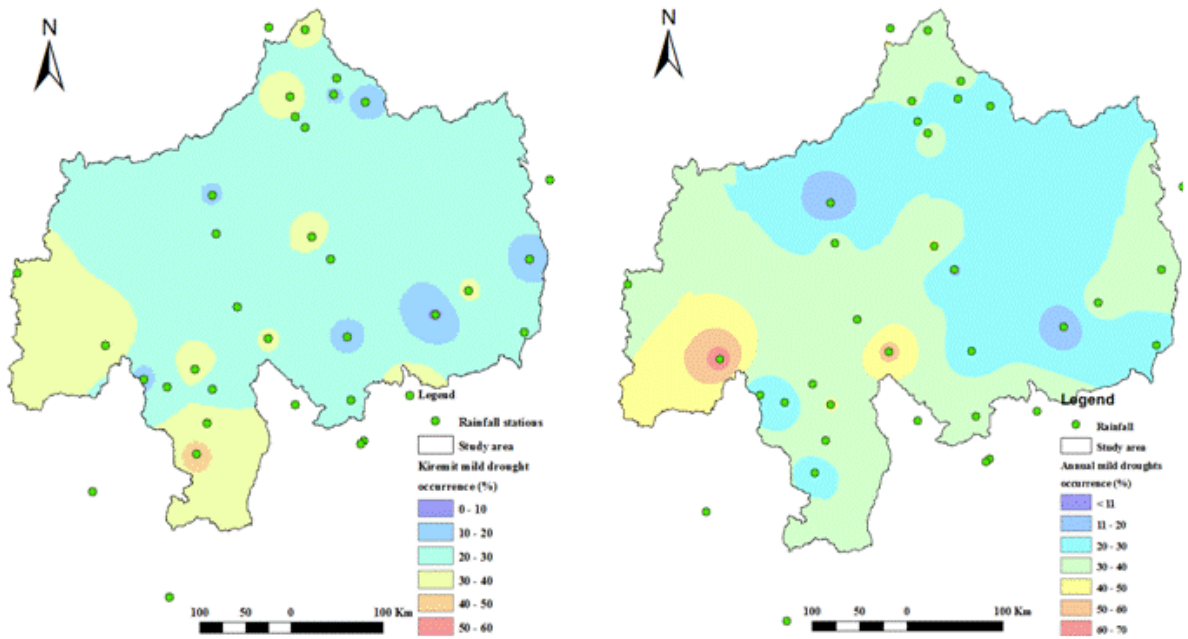 N
Legend
Rainfall stations
Study area
Kiremit mild drought
occurrence (%)
0 - 10
10 - 20
20 - 30
30 - 40
40 - 50
50 - 60
100 50 0 100 Km
N
Legend
Rainfall
Study area
Annual mild droughts
occurrence (%)
< 11
11 - 20
20 - 30
30 - 40
40 - 50
50 - 60
60 - 70
100 50 0 100 Km